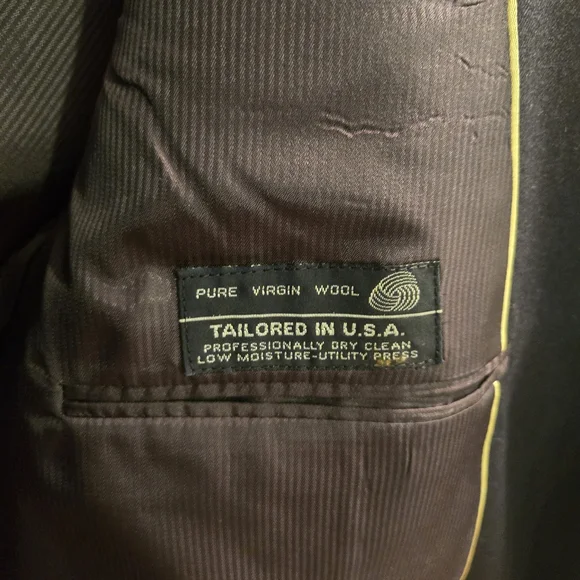 PURE VIRGIN WOOL
TAILORED IN U.S.A.
PROFESSIONALLY DRY CLEAN
LOW MOISTURE-UTILITY PRESS